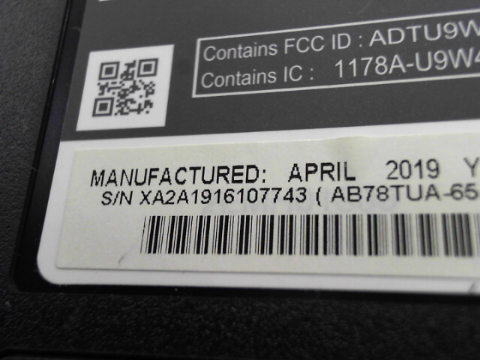 Contains FCC ID : ADTU9W
Contains IC : 1178A-U9W4
MANUFACTURED: APRIL 2019 Y
S/N XA2A1916107743 ( AB78TUA-65